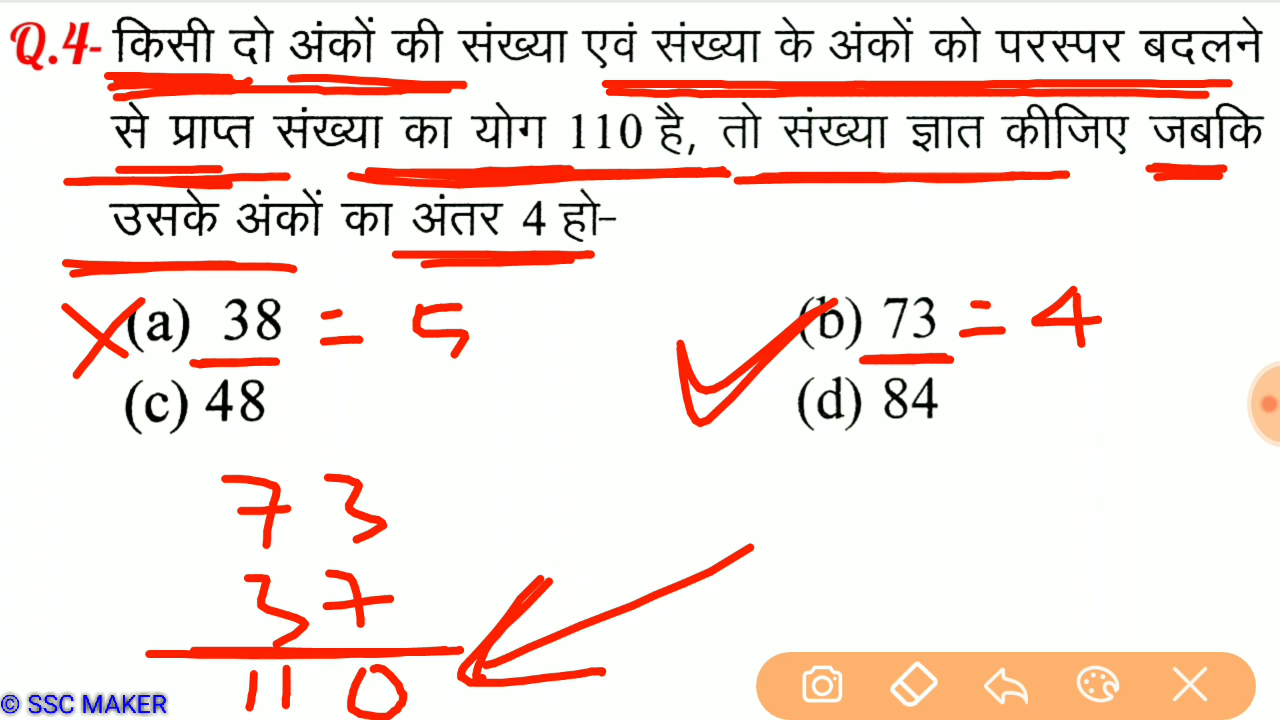 Q.4- किसी दो अंकों की संख्या एवं संख्या के अंकों को परस्पर बदलने
से प्राप्त संख्या का योग 110 है, तो संख्या ज्ञात कीजिए जबकि
उसके अंकों का अंतर 4 हो-
(a) 38 = 5
(b) 73 = 4
(c) 48
(d) 84
73
37
110
© SSC MAKER